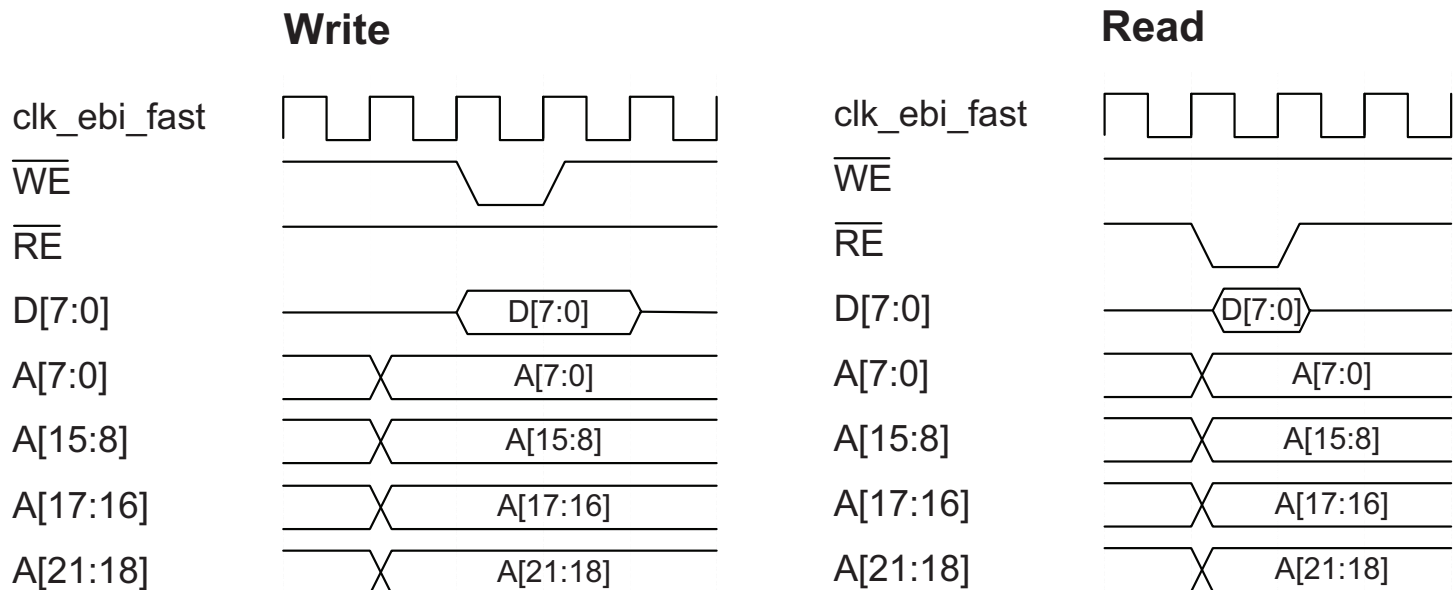 Write
clk_ebi_fast
WE
RE
D[7:0] D[7:0]
A[7:0] A[7:0]
A[15:8] A[15:8]
A[17:16] A[17:16]
A[21:18] A[21:18]
Read
clk_ebi_fast
WE
RE
D[7:0] D[7:0]
A[7:0] A[7:0]
A[15:8] A[15:8]
A[17:16] A[17:16]
A[21:18] A[21:18]